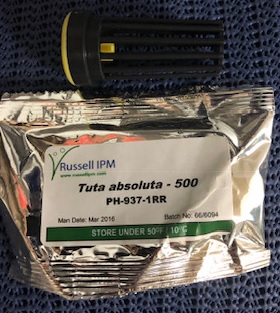 Russell IPM
www.russellipm.com
Tuta absoluta - 500
PH-937-1RR
Man Date: Mar 2016
Batch No: 66/6094
STORE UNDER 50°F / 10°C